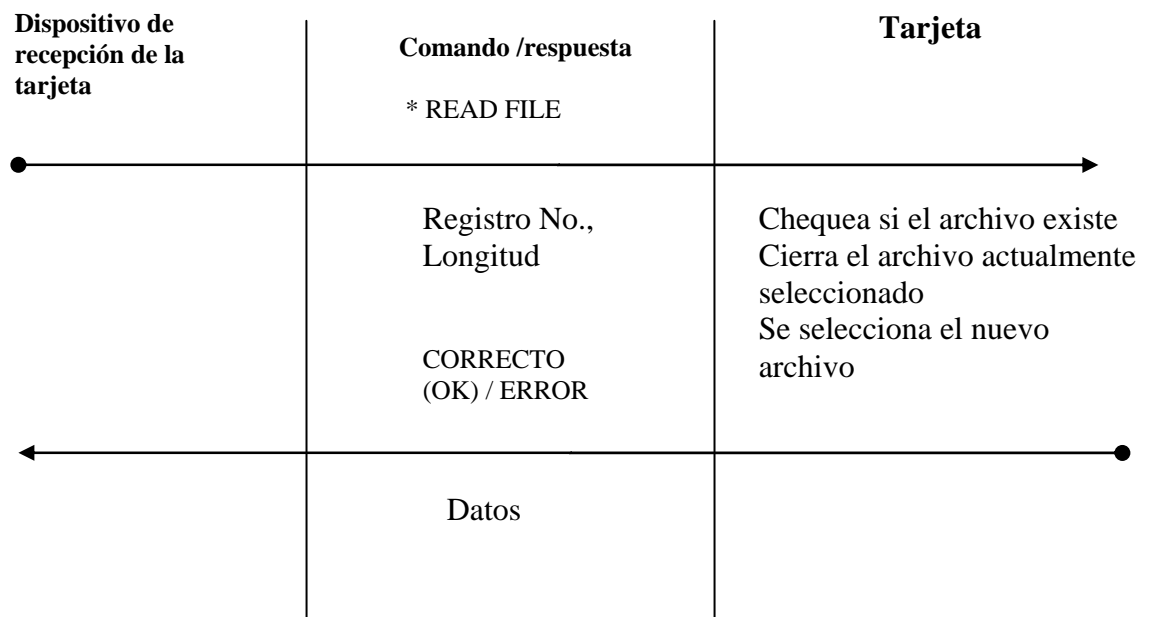 Dispositivo de
recepción de la
tarjeta
Comando /respuesta
Tarjeta
* READ FILE
Registro No.,
Longitud
CORRECTO
(OK) / ERROR
Chequea si el archivo existe
Cierra el archivo actualmente
seleccionado
Se selecciona el nuevo
archivo
Datos